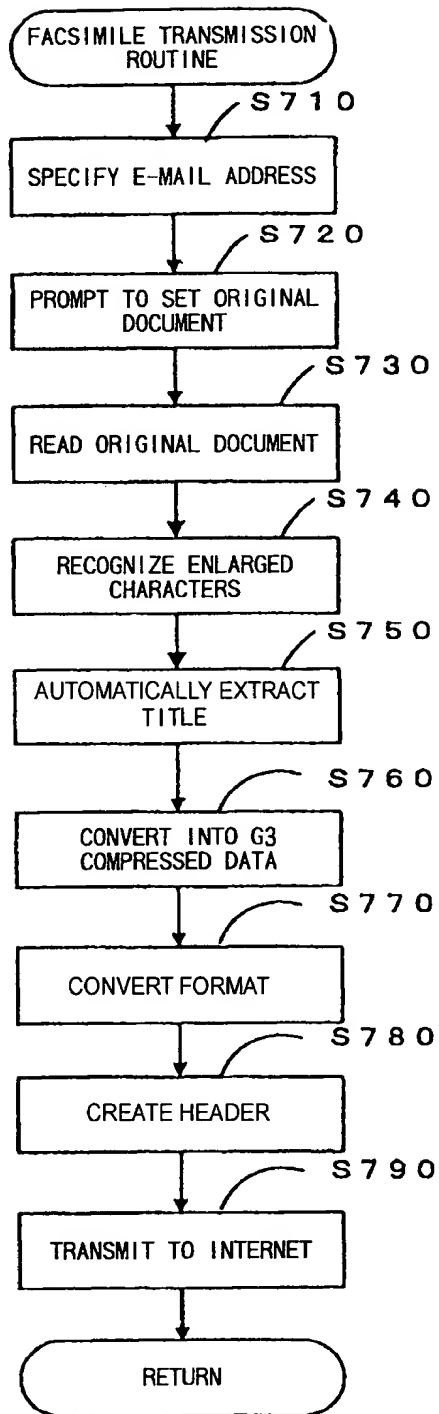 FACSIMILE TRANSMISSION
ROUTINE
S710
SPECIFY E-MAIL ADDRESS
S720
PROMPT TO SET ORIGINAL
DOCUMENT
S730
READ ORIGINAL DOCUMENT
S740
RECOGNIZE ENLARGED
CHARACTERS
S750
AUTOMATICALLY EXTRACT
TITLE
S760
CONVERT INTO G3
COMPRESSED DATA
S770
CONVERT FORMAT
S780
CREATE HEADER
S790
TRANSMIT TO INTERNET
RETURN